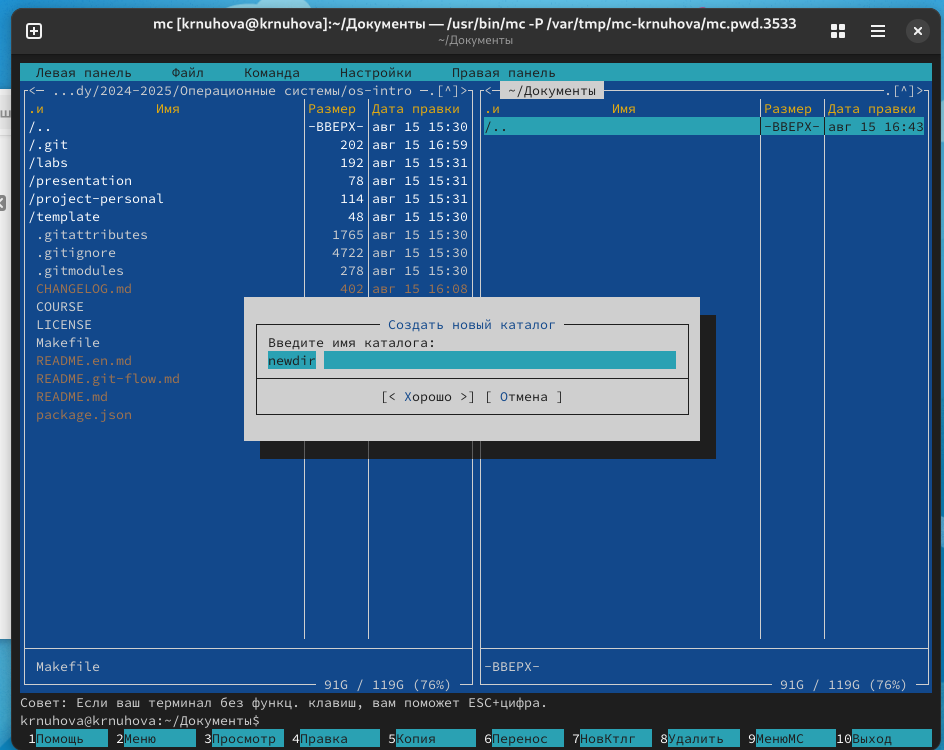 mc [krnuhova@krnuhova]:~/Документы — /usr/bin/mc -P /var/tmp/mc-krnuhova/mc.pwd.3533
~/Документы
Левая панель Файл Команда Настройки Правая панель
<— ...dy/2024-2025/Операционные системы/os-intro —.[^]>
.и Имя Размер Дата правки
/.. -ВВЕРХ- авг 15 15:30
/.git 202 авг 15 16:59
/labs 192 авг 15 15:31
/presentation 78 авг 15 15:31
/project-personal 114 авг 15 15:31
/template 48 авг 15 15:30
.gitattributes 1765 авг 15 15:30
.gitignore 4722 авг 15 15:30
.gitmodules 278 авг 15 15:30
CHANGELOG.md 402 авг 15 16:08
COURSE
LICENSE
Makefile
README.en.md
README.git-flow.md
README.md
package.json
Makefile
91G / 119G (76%)
<— ~/Документы .[^]>
.и Имя Размер Дата правки
/.. -ВВЕРХ- авг 15 16:43
-ВВЕРХ-
91G / 119G (76%)
Создать новый каталог
Введите имя каталога:
newdir
[< Хорошо >] [ Отмена ]
Совет: Если ваш терминал без функц. клавиш, вам поможет ESC+цифра.
krnuhova@krnuhova:~/Документы$
1Помощь 2Меню 3Просмотр 4Правка 5Копия 6Перенос 7НовКтлг 8Удалить 9МенюMC 10Выход